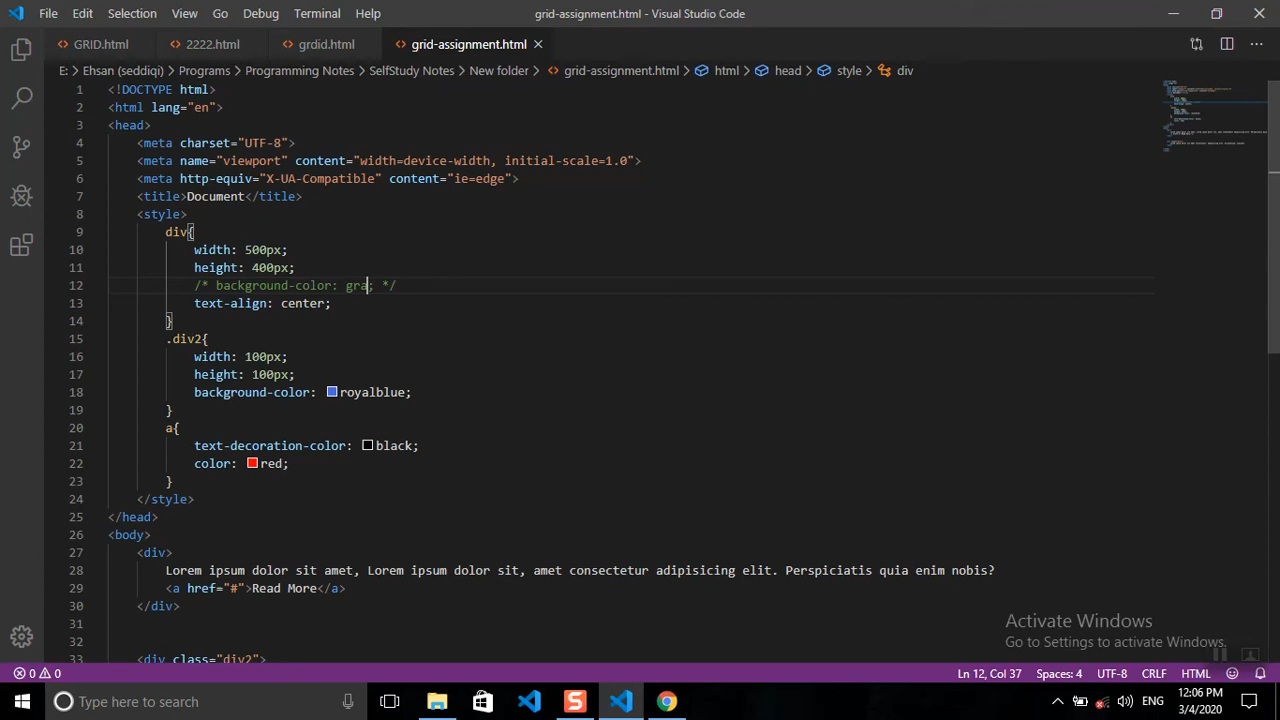 File Edit Selection View Go Debug Terminal Help grid-assignment.html - Visual Studio Code
GRID.html 2222.html grdid.html grid-assignment.html
E: > Ehsan (seddiqi) > Programs > Programming Notes > SelfStudy Notes > New folder > grid-assignment.html > html > head > style > div
1 <!DOCTYPE html>
2 <html lang="en">
3 <head>
4 <meta charset="UTF-8">
5 <meta name="viewport" content="width=device-width, initial-scale=1.0">
6 <meta http-equiv="X-UA-Compatible" content="ie=edge">
7 <title>Document</title>
8 <style>
9 div{
10 width: 500px;
11 height: 400px;
12 /* background-color: gra; */
13 text-align: center;
14 }
15 .div2{
16 width: 100px;
17 height: 100px;
18 background-color: royalblue;
19 }
20 a{
21 text-decoration-color: black;
22 color: red;
23 }
24 </style>
25 </head>
26 <body>
27 <div>
28 Lorem ipsum dolor sit amet, Lorem ipsum dolor sit, amet consectetur adipisicing elit. Perspiciatis quia enim nobis?
29 <a href="#">Read More</a>
30 </div>
31
32
33 <div class="div2">
Activate Windows
Go to Settings to activate Windows.
0 0 Ln 12, Col 37 Spaces: 4 UTF-8 CRLF HTML
Type here to search ENG 12:06 PM
3/4/2020